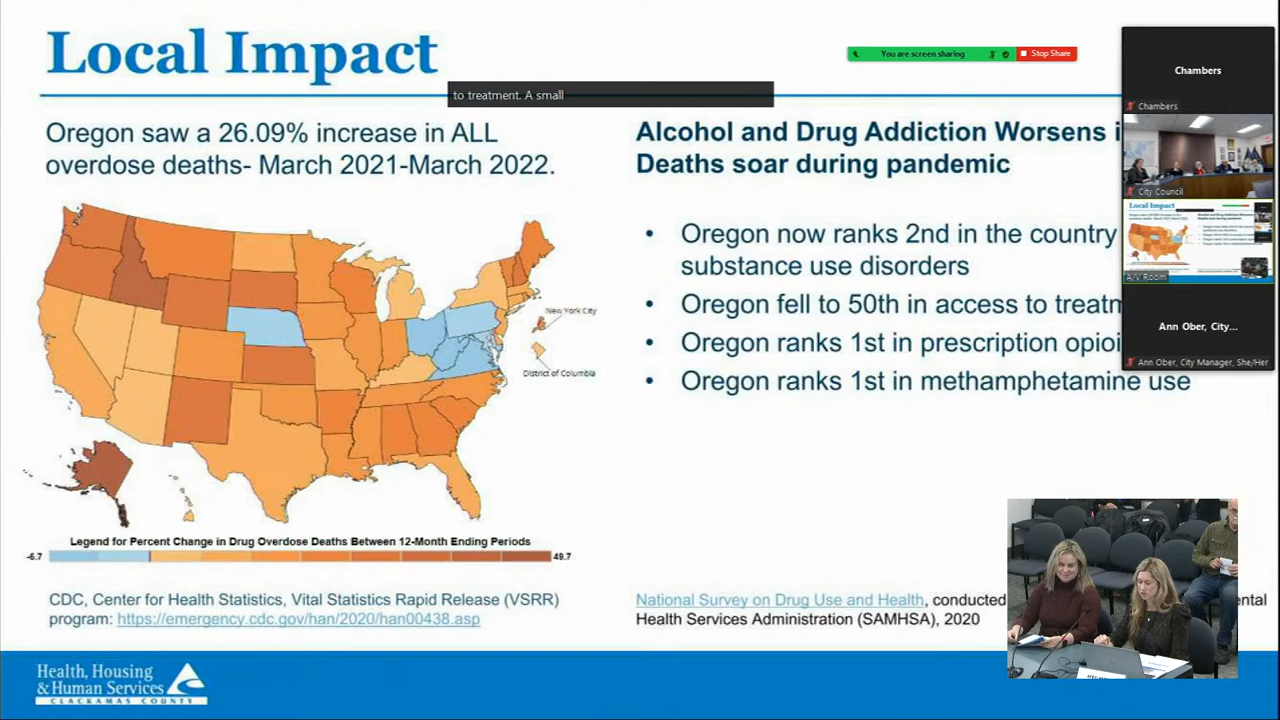 Local Impact
You are screen sharing
Stop Share
to treatment. A small
Oregon saw a 26.09% increase in ALL
overdose deaths- March 2021-March 2022.
New York City
District of Columbia
Legend for Percent Change in Drug Overdose Deaths Between 12-Month Ending Periods
-6.7
49.7
CDC, Center for Health Statistics, Vital Statistics Rapid Release (VSRR)
program: https://emergency.cdc.gov/han/2020/han00438.asp
Alcohol and Drug Addiction Worsens i
Deaths soar during pandemic
• Oregon now ranks 2nd in the country
substance use disorders
• Oregon fell to 50th in access to treatm
• Oregon ranks 1st in prescription opioi
• Oregon ranks 1st in methamphetamine use
National Survey on Drug Use and Health, conducted ental
Health Services Administration (SAMHSA), 2020
Chambers
Chambers
City Council
Local Impact
A/V Room
Ann Ober, City...
Ann Ober, City Manager, She/Her
Health, Housing
& Human Services
CLACKAMAS COUNTY